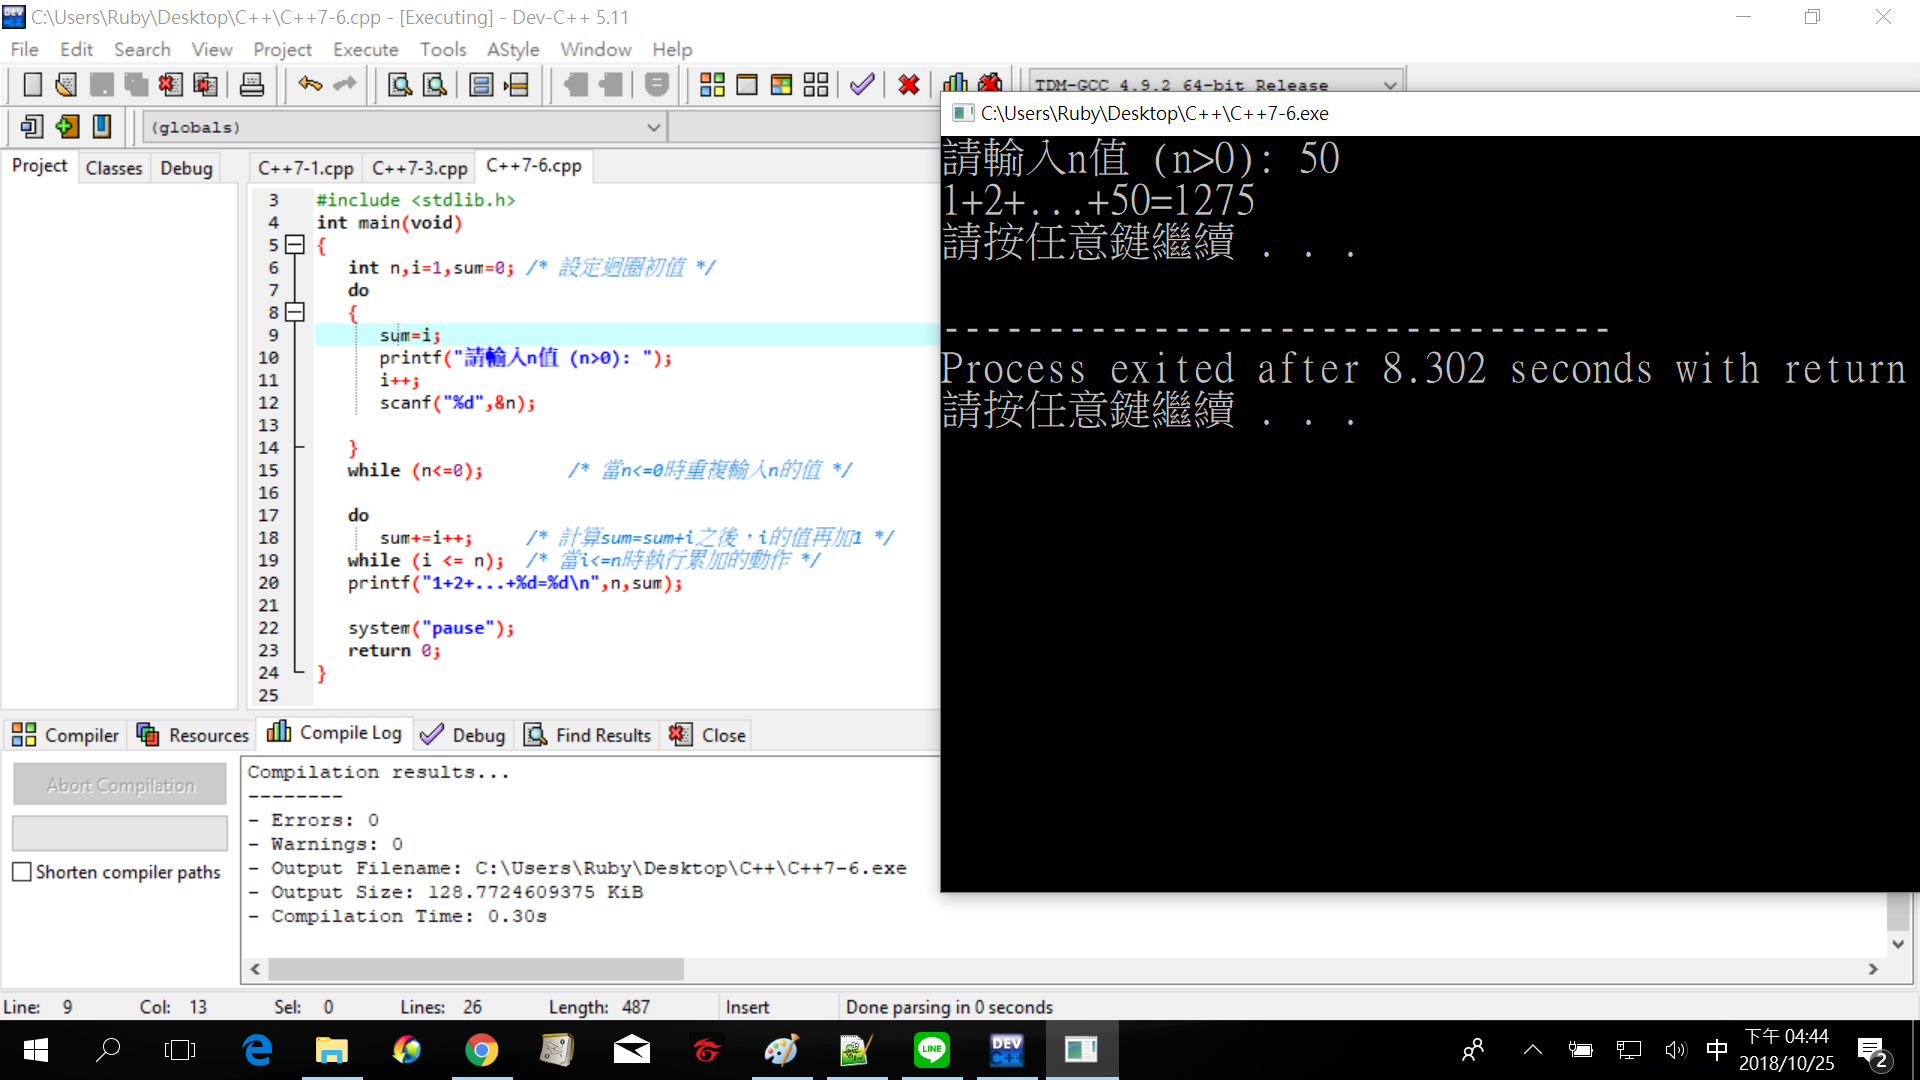 C:\Users\Ruby\Desktop\C++\C++7-6.cpp - [Executing] - Dev-C++ 5.11
File Edit Search View Project Execute Tools AStyle Window Help
TDM-GCC 4.9.2 64-bit Release
(globals)
Project Classes Debug
C++7-1.cpp C++7-3.cpp C++7-6.cpp
3 #include <stdlib.h>
4 int main(void)
5 {
6 int n,i=1,sum=0; /* 設定迴圈初值 */
7 do
8 {
9 sum=i;
10 printf("請輸入n值 (n>0): ");
11 i++;
12 scanf("%d",&n);
13
14 }
15 while (n<=0); /* 當n<=0時重複輸入n的值 */
16
17 do
18 sum+=i++; /* 計算sum=sum+i之後，i的值再加1 */
19 while (i <= n); /* 當i<=n時執行累加的動作 */
20 printf("1+2+...+%d=%d\n",n,sum);
21
22 system("pause");
23 return 0;
24 }
25
C:\Users\Ruby\Desktop\C++\C++7-6.exe
請輸入n值 (n>0): 50
1+2+...+50=1275
請按任意鍵繼續 . . .
--------------------------------
Process exited after 8.302 seconds with return
請按任意鍵繼續 . . .
Compiler Resources Compile Log Debug Find Results Close
Abort Compilation
Shorten compiler paths
Compilation results...
--------
- Errors: 0
- Warnings: 0
- Output Filename: C:\Users\Ruby\Desktop\C++\C++7-6.exe
- Output Size: 128.7724609375 KiB
- Compilation Time: 0.30s
Line: 9 Col: 13 Sel: 0 Lines: 26 Length: 487 Insert Done parsing in 0 seconds
LINE
DEV C++
中
下午 04:44
2018/10/25
2